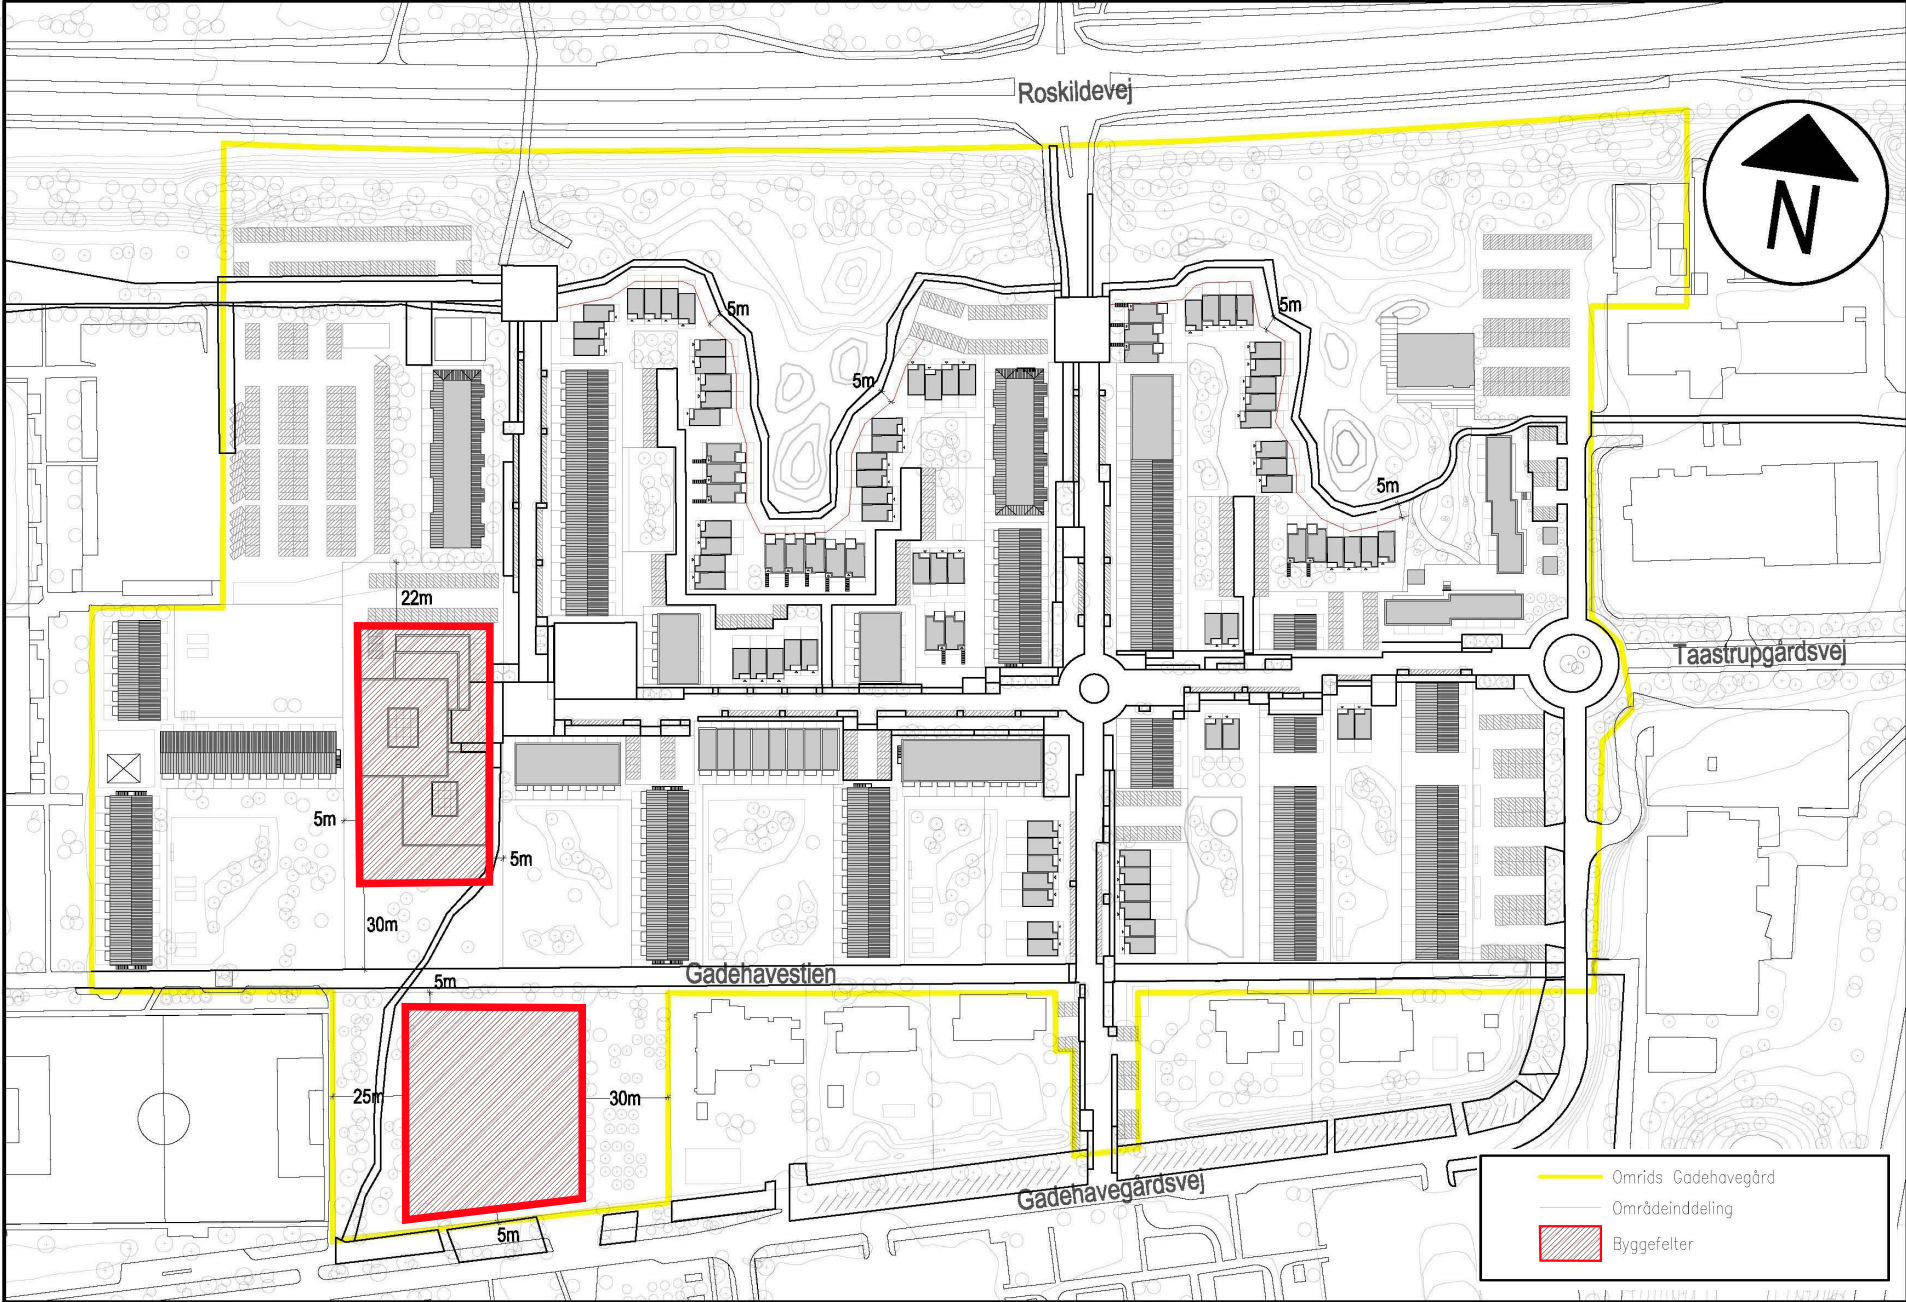 Roskildevej
N
5m
5m
5m
5m
22m
Taastrupgårdsvej
5m
5m
30m
Gadehavestien
5m
25m
30m
Gadehavegårdsvej
5m
Omrids Gadehavegård
Områdeinddeling
Byggefelter